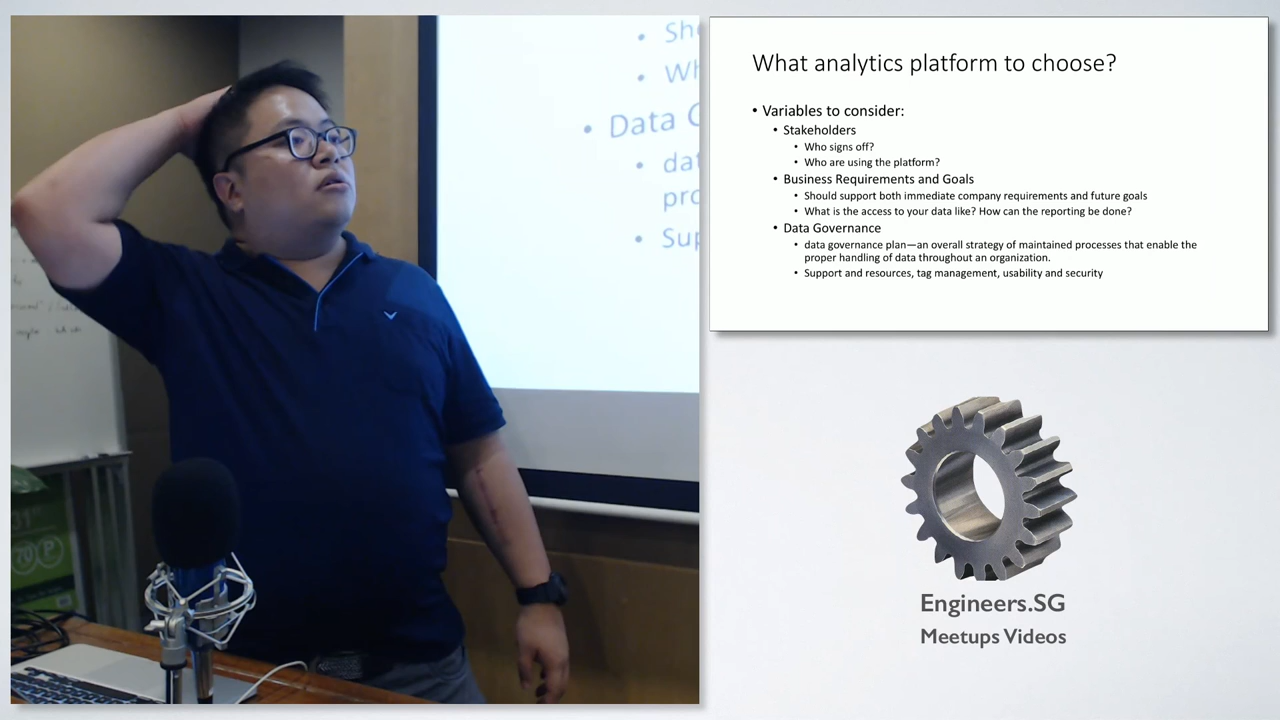 • Sho
• Wh
• Data G
• dat
pro
• Sup
What analytics platform to choose?
• Variables to consider:
• Stakeholders
• Who signs off?
• Who are using the platform?
• Business Requirements and Goals
• Should support both immediate company requirements and future goals
• What is the access to your data like? How can the reporting be done?
• Data Governance
• data governance plan—an overall strategy of maintained processes that enable the
proper handling of data throughout an organization.
• Support and resources, tag management, usability and security
Engineers.SG
Meetups Videos